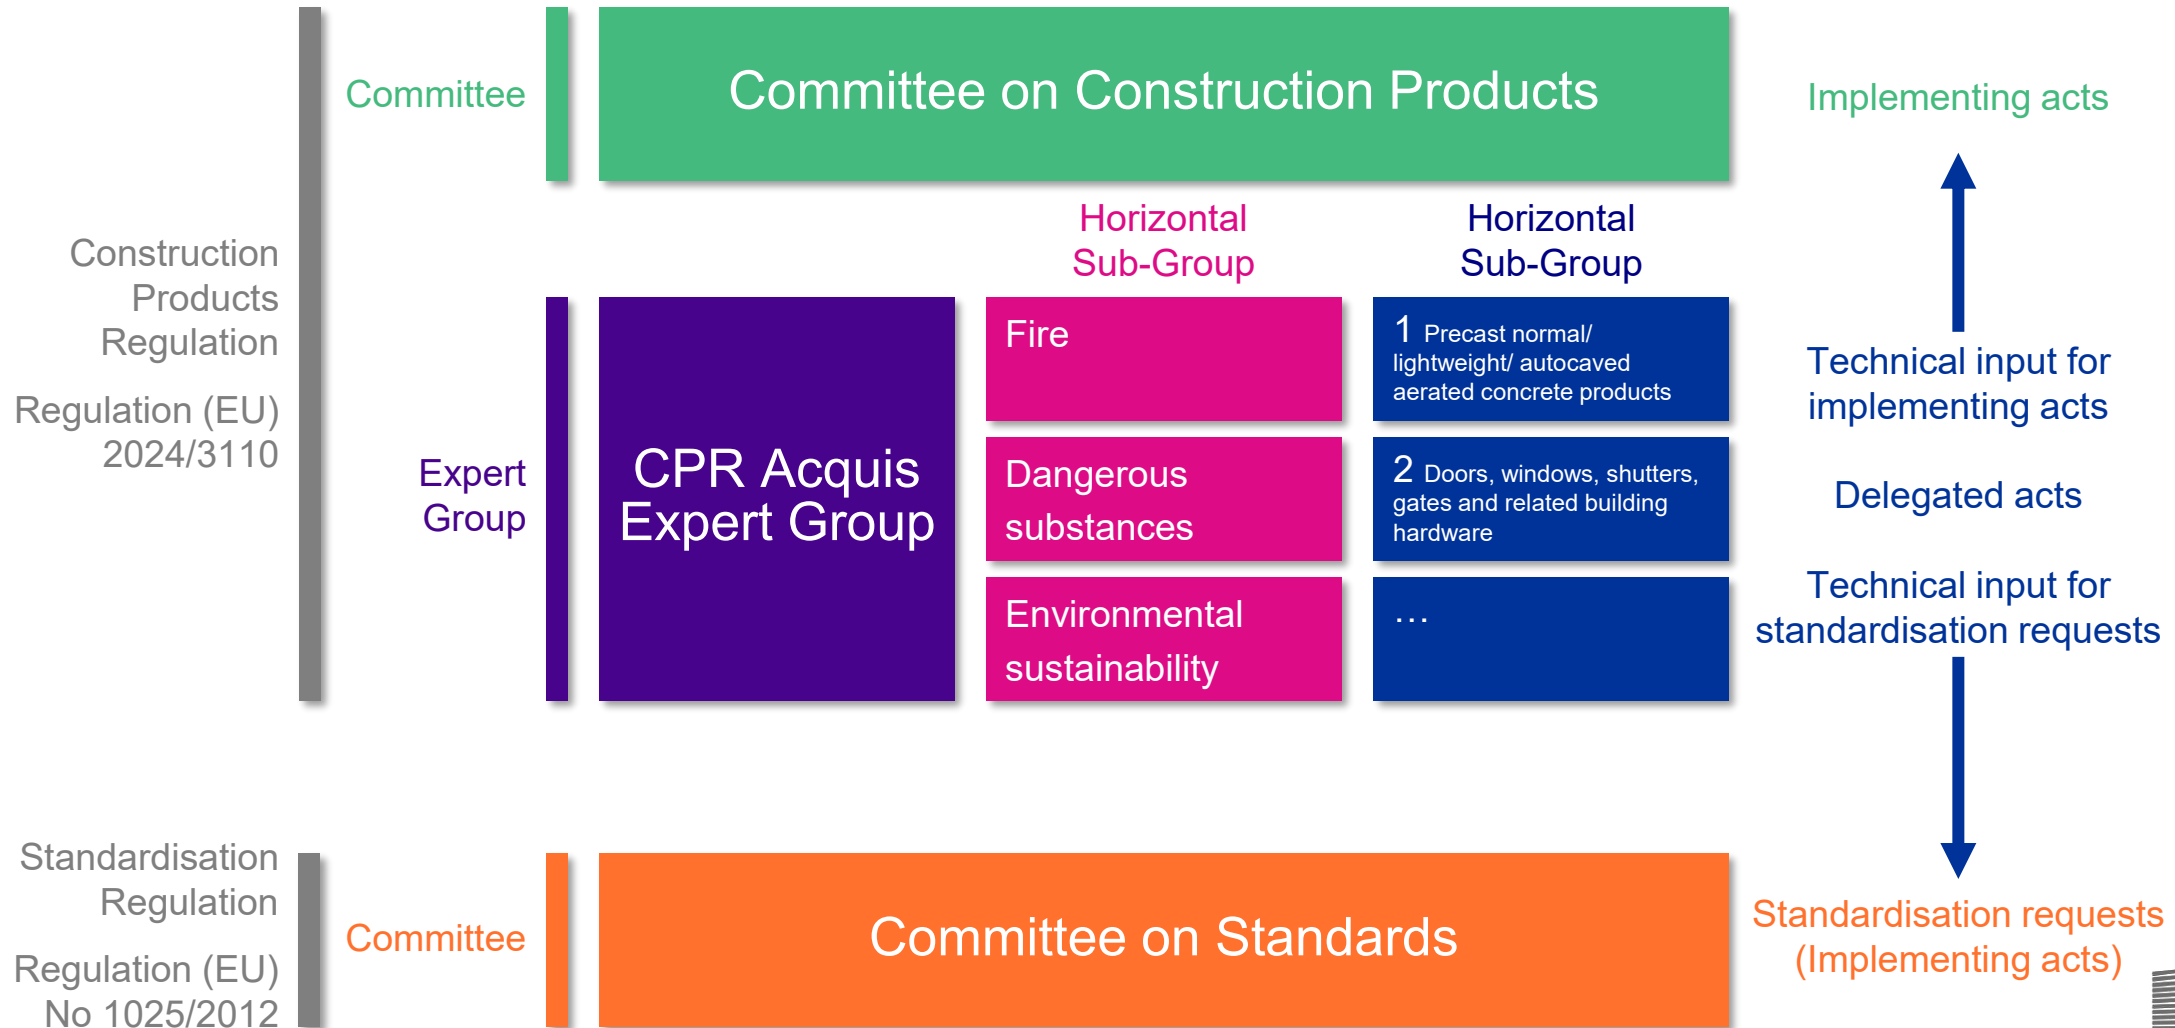 Construction
Products
Regulation
Regulation (EU)
2024/3110
Committee
Committee on Construction Products
Implementing acts
Expert
Group
CPR Acquis
Expert Group
Horizontal
Sub-Group
Fire
Dangerous
substances
Environmental
sustainability
Horizontal
Sub-Group
1 Precast normal/
lightweight/ autocaved
aerated concrete products
2 Doors, windows, shutters,
gates and related building
hardware
...
Technical input for
implementing acts
Delegated acts
Technical input for
standardisation requests
Standardisation
Regulation
Regulation (EU)
No 1025/2012
Committee
Committee on Standards
Standardisation requests
(Implementing acts)